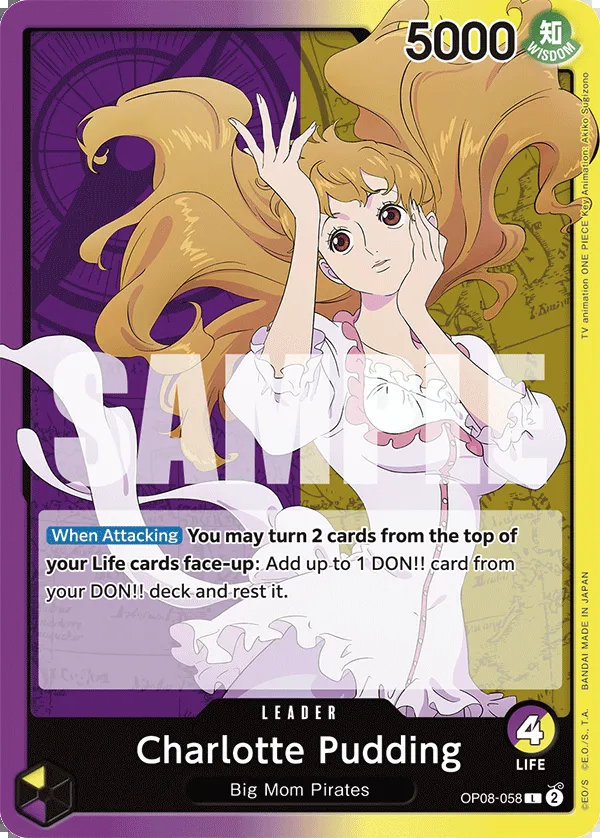 5000
知
WISDOM
TV animation ONE PIECE Key Animation: Akiko Sugizono
SAMPLE
When Attacking You may turn 2 cards from the top of
your Life cards face-up: Add up to 1 DON!! card from
your DON!! deck and rest it.
BANDAI MADE IN JAPAN
©E.O./S., T.A.
©EO/S
LEADER
Charlotte Pudding
4
LIFE
Big Mom Pirates
OP08-058 L 2